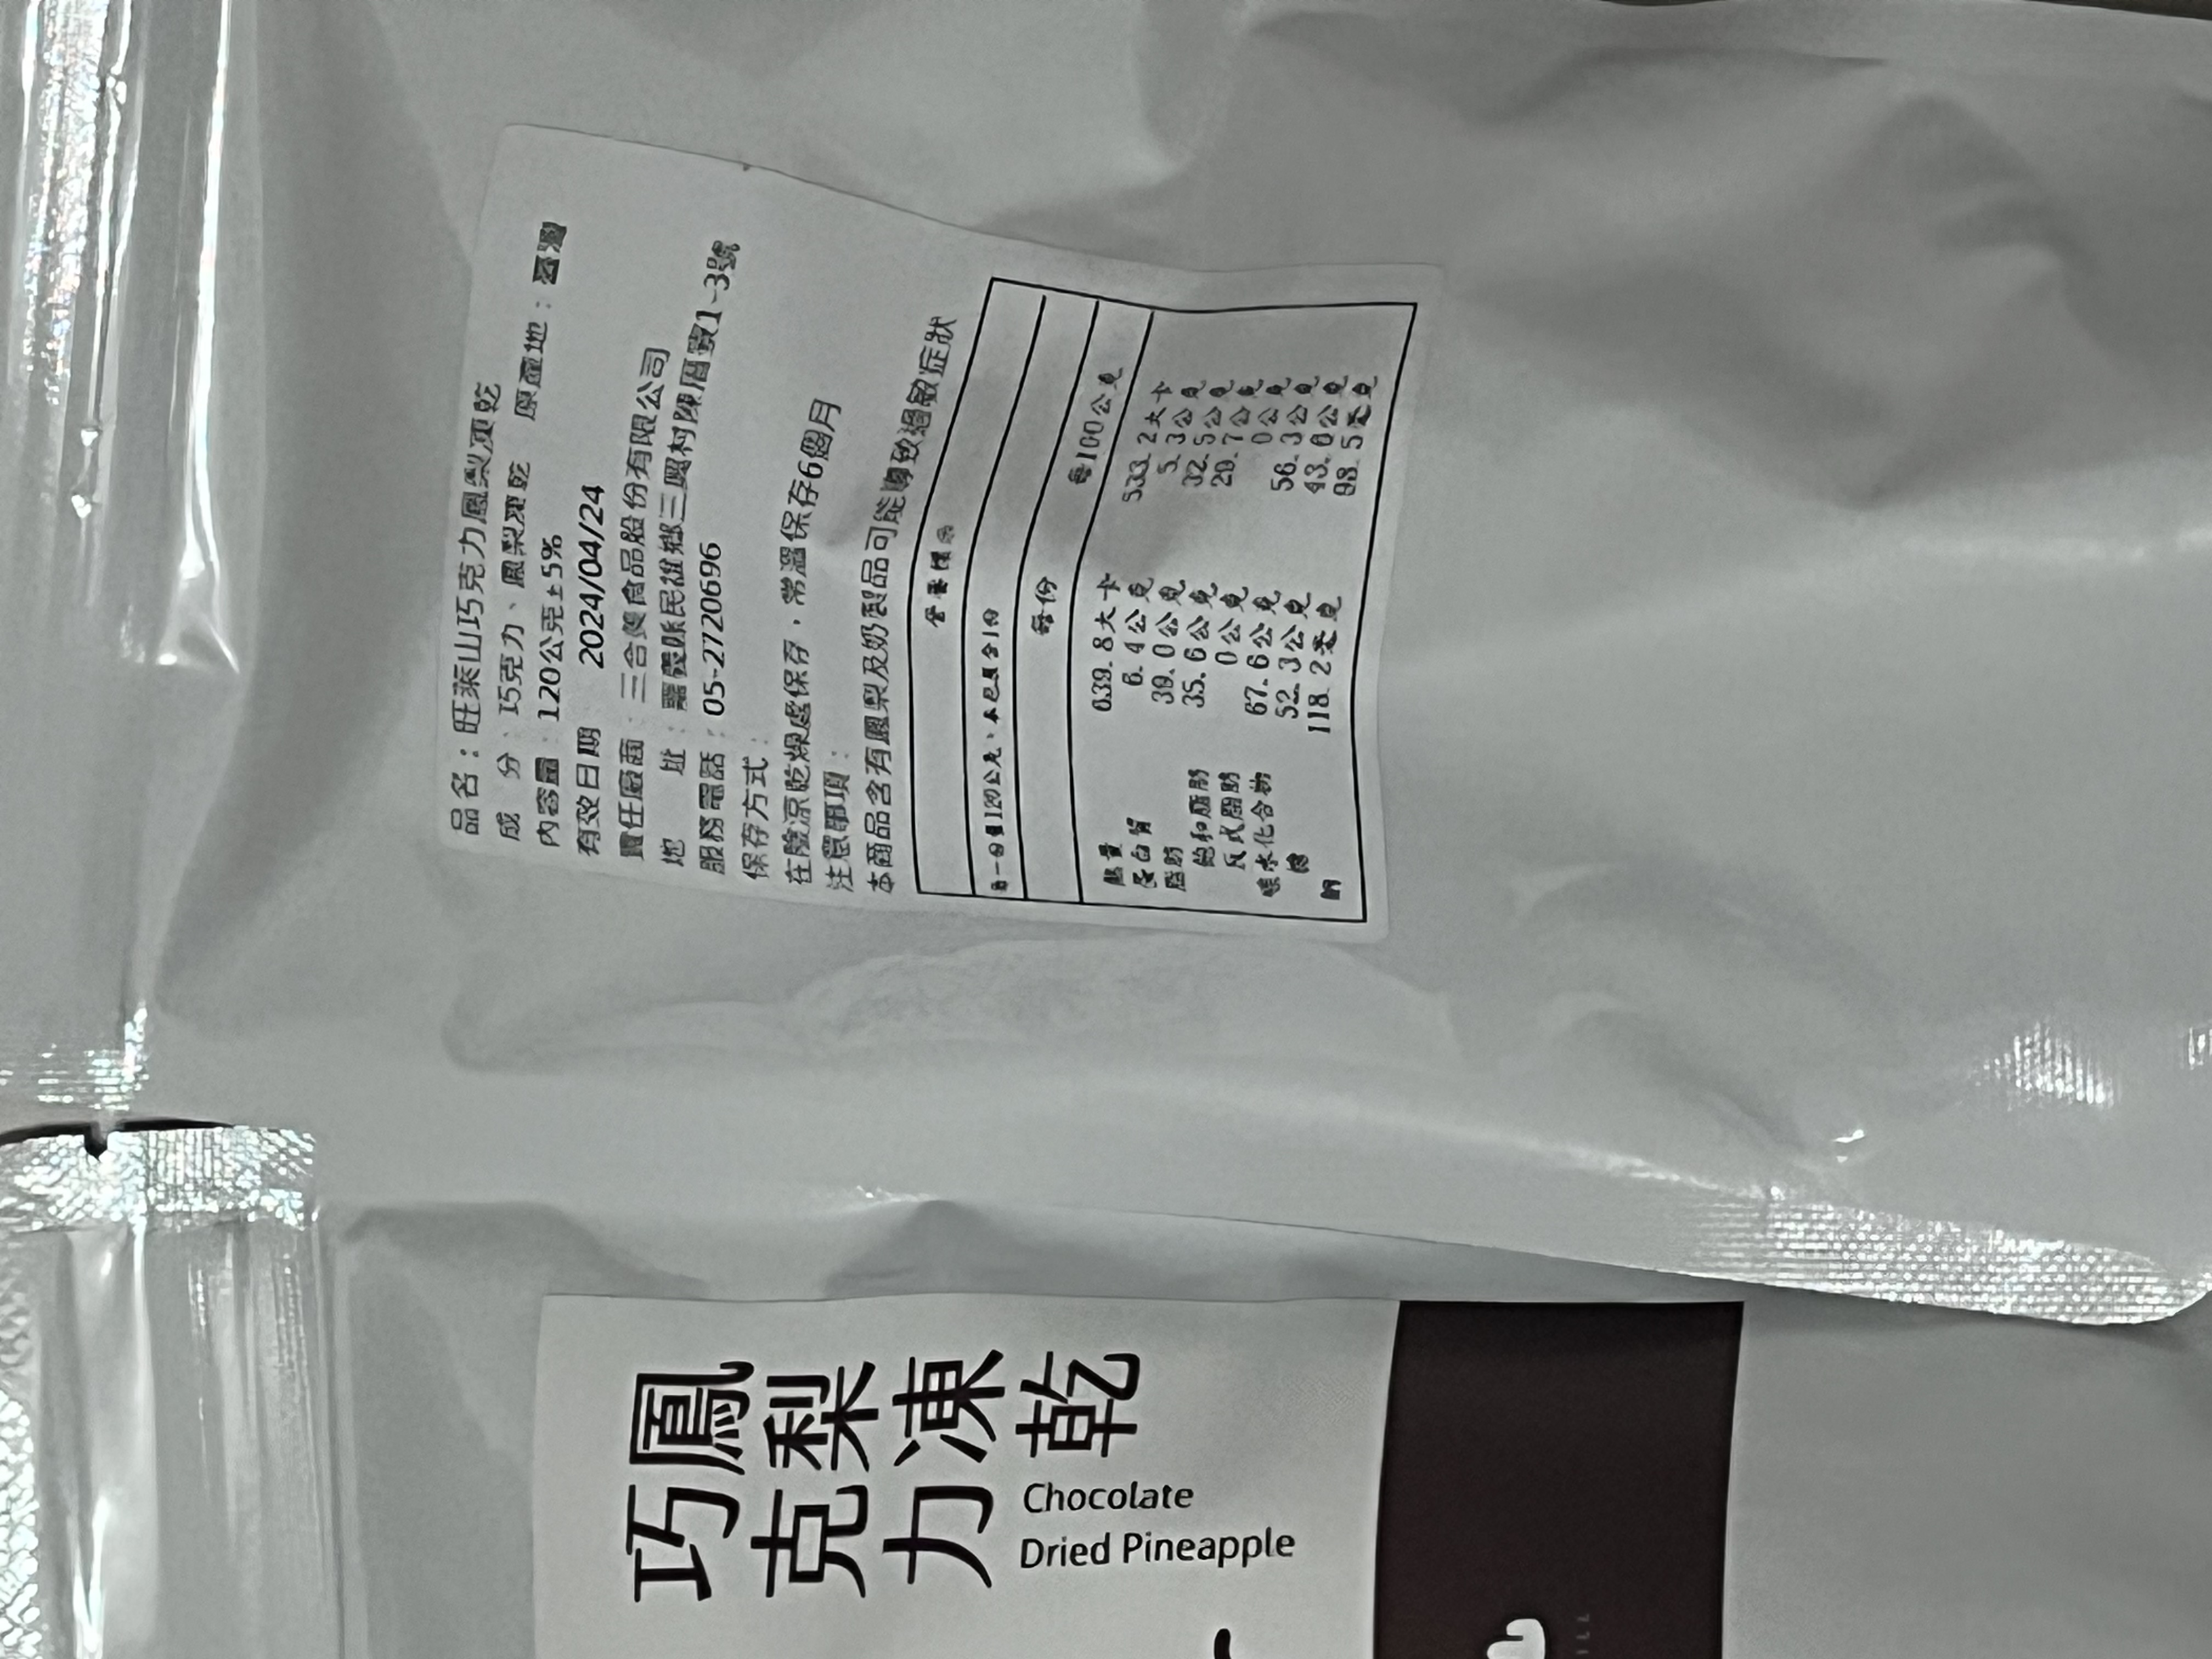 品名：旺萊山巧克力鳳梨凍乾
成　分：巧克力、鳳梨凍乾　原產地：台灣
內容量：120公克±5%
有效日期　2024/04/24
責任廠商：三合興食品股份有限公司
地　址：嘉義縣民雄鄉三興村陳厝寮1-3號
服務電話：05-2720696
保存方式：
在陰涼乾燥處保存，常溫保存6個月
注意事項：
本商品含有鳳梨及奶製品可能導致過敏症狀
營養標示
每一份量120公克，本包裝含1份
每份　每100公克
熱量　639.8大卡　533.2大卡
蛋白質　6.4公克　5.3公克
脂肪　39.0公克　32.5公克
飽和脂肪　35.6公克　29.7公克
反式脂肪　0公克　0公克
碳水化合物　67.6公克　56.3公克
糖　52.3公克　43.6公克
鈉　118.2毫克　98.5毫克
巧克力
鳳梨凍乾
Chocolate
Dried Pineapple